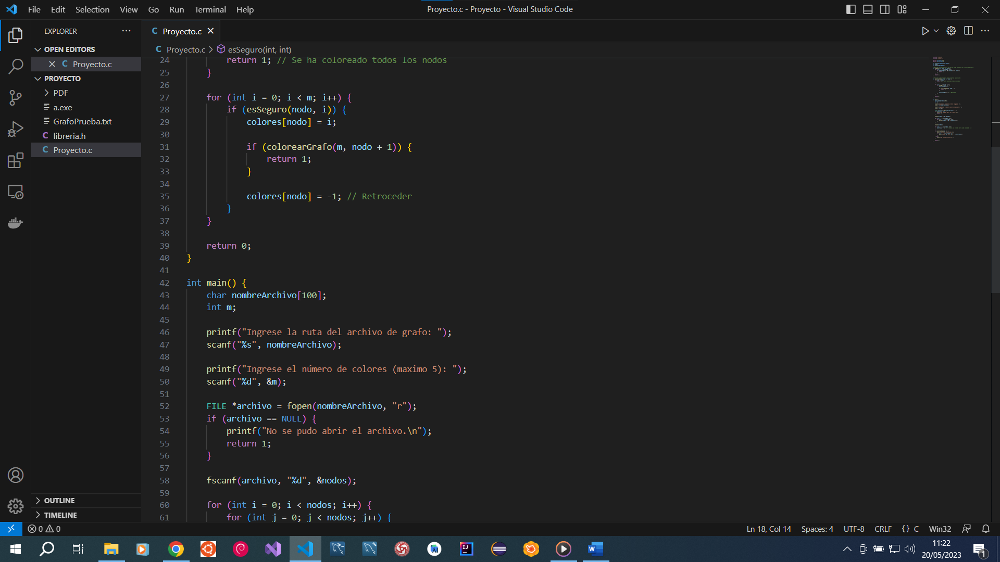 File Edit Selection View Go Run Terminal Help
Proyecto.c - Proyecto - Visual Studio Code
EXPLORER
OPEN EDITORS
Proyecto.c
PROYECTO
PDF
a.exe
GrafoPrueba.txt
C libreria.h
C Proyecto.c
OUTLINE
TIMELINE
C Proyecto.c
C Proyecto.c > esSeguro(int, int)
24 return 1; // Se ha coloreado todos los nodos
25 }
26
27 for (int i = 0; i < m; i++) {
28 if (esSeguro(nodo, i)) {
29 colores[nodo] = i;
30
31 if (colorearGrafo(m, nodo + 1)) {
32 return 1;
33 }
34
35 colores[nodo] = -1; // Retroceder
36 }
37 }
38
39 return 0;
40 }
41
42 int main() {
43 char nombreArchivo[100];
44 int m;
45
46 printf("Ingrese la ruta del archivo de grafo: ");
47 scanf("%s", nombreArchivo);
48
49 printf("Ingrese el número de colores (maximo 5): ");
50 scanf("%d", &m);
51
52 FILE *archivo = fopen(nombreArchivo, "r");
53 if (archivo == NULL) {
54 printf("No se pudo abrir el archivo.\n");
55 return 1;
56 }
57
58 fscanf(archivo, "%d", &nodos);
59
60 for (int i = 0; i < nodos; i++) {
61 for (int j = 0; j < nodos; j++) {
0 0
Ln 18, Col 14 Spaces: 4 UTF-8 CRLF {} C Win32
11:22
20/05/2023
1